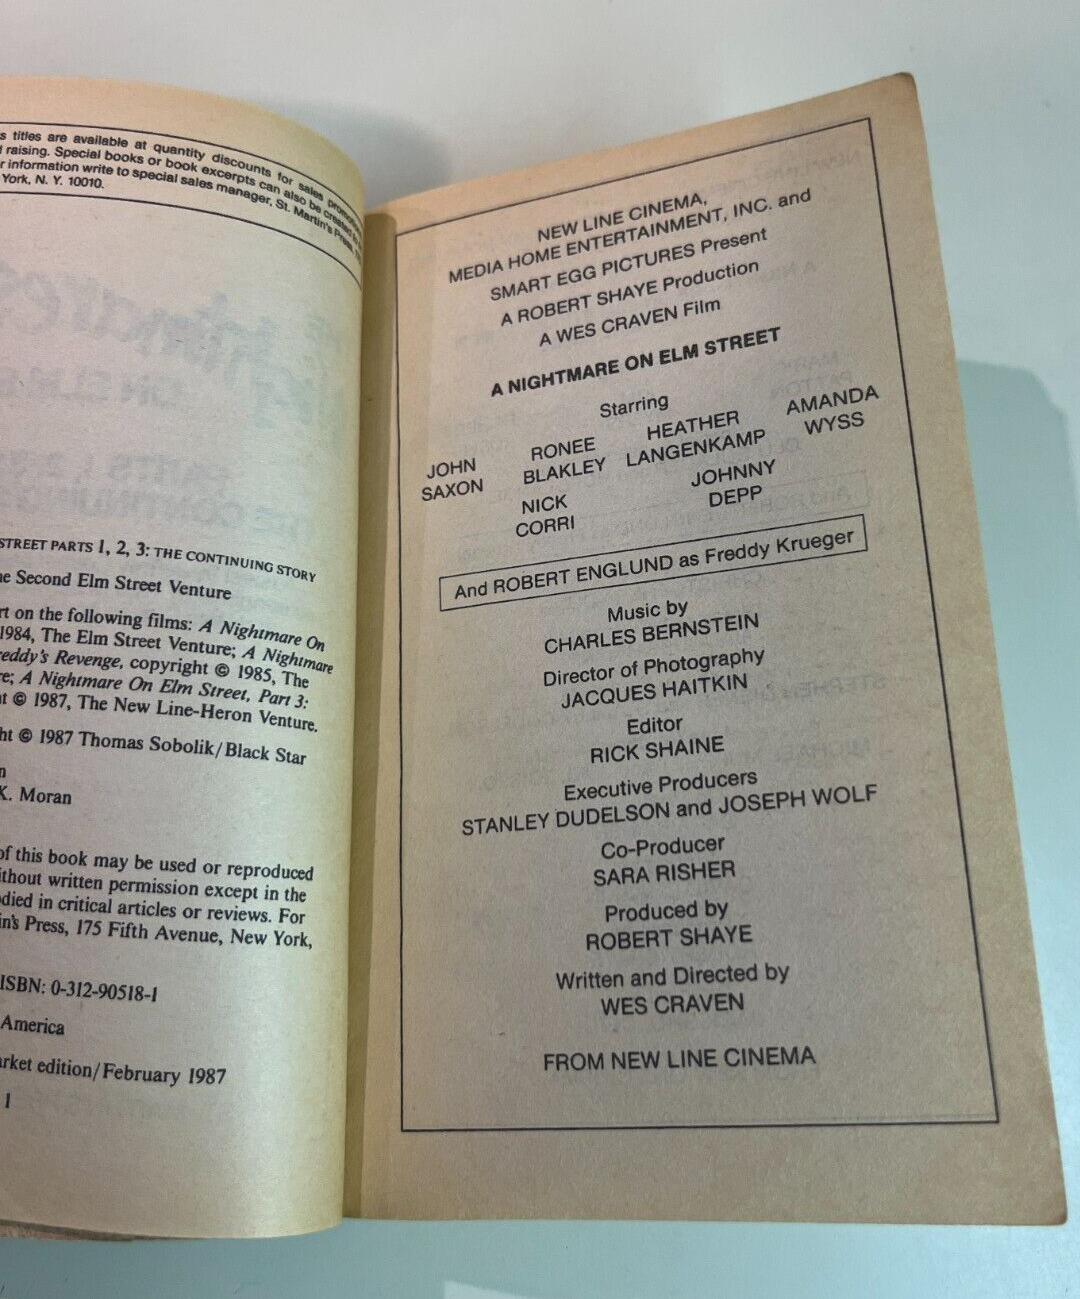 s titles are available at quantity discounts for sales
raising. Special books or book excerpts can also be created to
r information write to special sales manager, St. Martin's Press,
York, N. Y. 10010.
STREET PARTS 1, 2, 3: THE CONTINUING STORY
e Second Elm Street Venture
rt on the following films: A Nightmare On
1984, The Elm Street Venture; A Nightmare
reddy's Revenge, copyright © 1985, The
re; A Nightmare On Elm Street, Part 3:
ht © 1987, The New Line-Heron Venture.
ht © 1987 Thomas Sobolik/Black Star
n
K. Moran
of this book may be used or reproduced
ithout written permission except in the
odied in critical articles or reviews. For
in's Press, 175 Fifth Avenue, New York,
ISBN: 0-312-90518-1
America
arket edition/February 1987
1
NEW LINE CINEMA,
MEDIA HOME ENTERTAINMENT, INC. and
SMART EGG PICTURES Present
A ROBERT SHAYE Production
A WES CRAVEN Film
A NIGHTMARE ON ELM STREET
Starring
JOHN RONEE HEATHER AMANDA
SAXON BLAKLEY LANGENKAMP WYSS
NICK JOHNNY
CORRI DEPP
And ROBERT ENGLUND as Freddy Krueger
Music by
CHARLES BERNSTEIN
Director of Photography
JACQUES HAITKIN
Editor
RICK SHAINE
Executive Producers
STANLEY DUDELSON and JOSEPH WOLF
Co-Producer
SARA RISHER
Produced by
ROBERT SHAYE
Written and Directed by
WES CRAVEN
FROM NEW LINE CINEMA